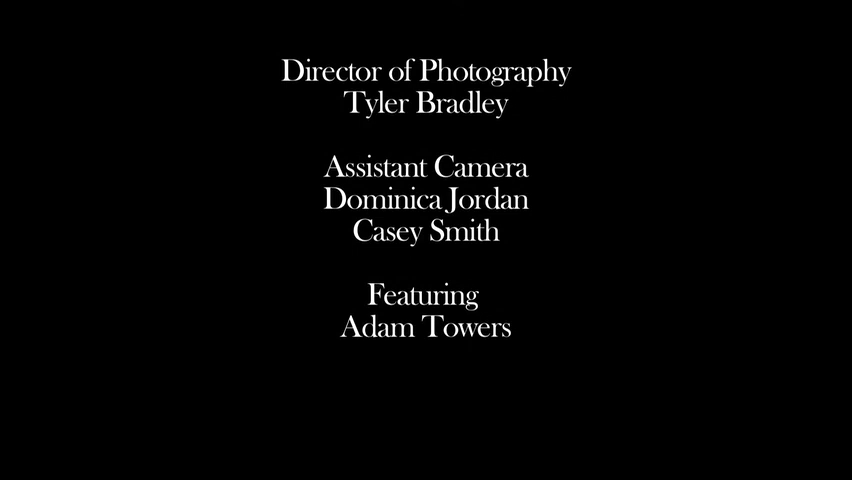 Director of Photography
Tyler Bradley
Assistant Camera
Dominica Jordan
Casey Smith
Featuring
Adam Towers